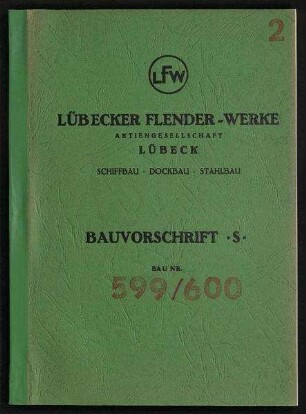 2
LFW
LÜBECKER FLENDER-WERKE
AKTIENGESELLSCHAFT
LÜBECK
SCHIFFBAU · DOCKBAU · STAHLBAU
BAUVORSCHRIFT ·S·
BAU NR.
599/600